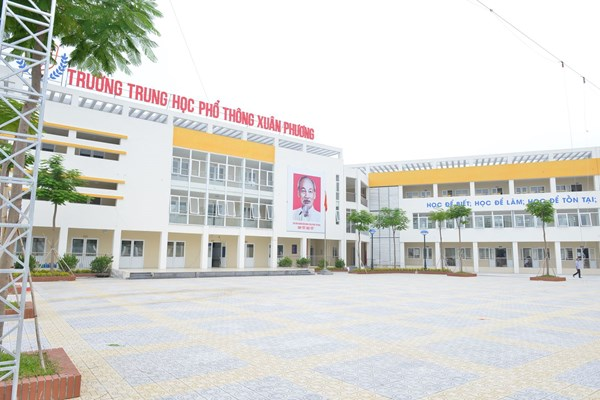 TRƯỜNG TRUNG HỌC PHỔ THÔNG XUÂN PHƯƠNG
HỌC ĐỂ BIẾT; HỌC ĐỂ LÀM; HỌC ĐỂ TỒN TẠI;